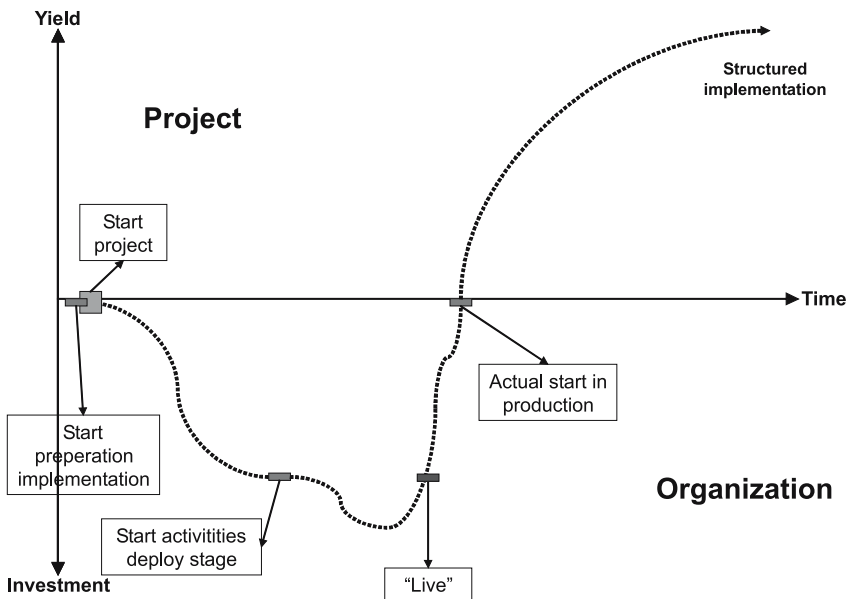 Yield
Structured
implementation
Project
Start
project
Time
Actual start in
production
Start
preperation
implementation
Organization
Start activitities
deploy stage
Investment
“Live”